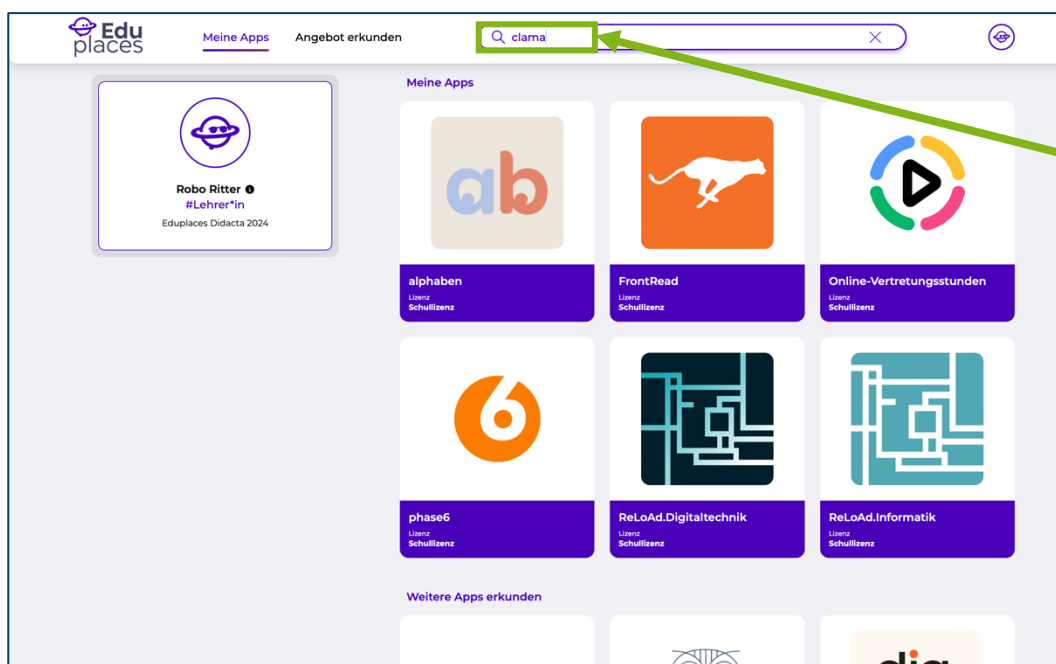 Edu
places
Meine Apps
Angebot erkunden
clama
Robo Ritter
#Lehrer*in
Eduplaces Didacta 2024
Meine Apps
ab
alphaben
Lizenz
Schullizenz
FrontRead
Lizenz
Schullizenz
Online-Vertretungsstunden
Lizenz
Schullizenz
6
phase6
Lizenz
Schullizenz
ReLoAd.Digitaltechnik
Lizenz
Schullizenz
ReLoAd.Informatik
Lizenz
Schullizenz
Weitere Apps erkunden